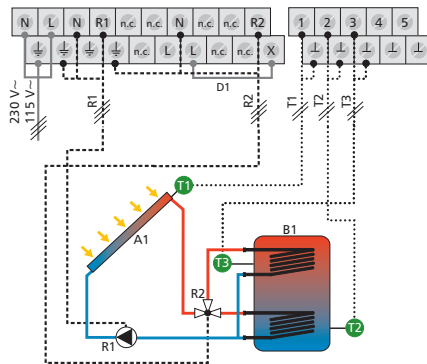 N L N R1 n.c. n.c. N n.c. R2
n.c. n.c. L L n.c. n.c. X
1 2 3 4 5
D1
230 V~
115 V~
R1
R2
T1
T2
T3
T1
A1
B1
T3
R2
T2
R1